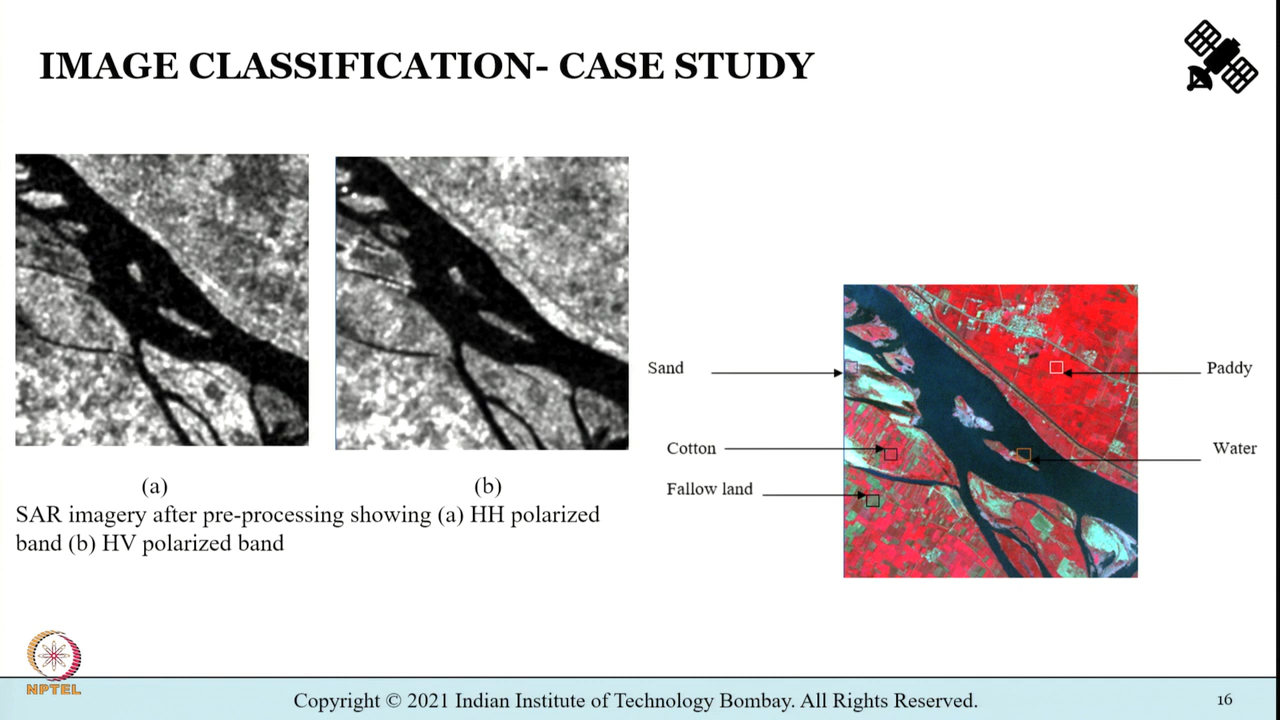 IMAGE CLASSIFICATION- CASE STUDY
(a)
(b)
SAR imagery after pre-processing showing (a) HH polarized
band (b) HV polarized band
Sand
Cotton
Fallow land
Paddy
Water
NPTEL
Copyright © 2021 Indian Institute of Technology Bombay. All Rights Reserved.
16